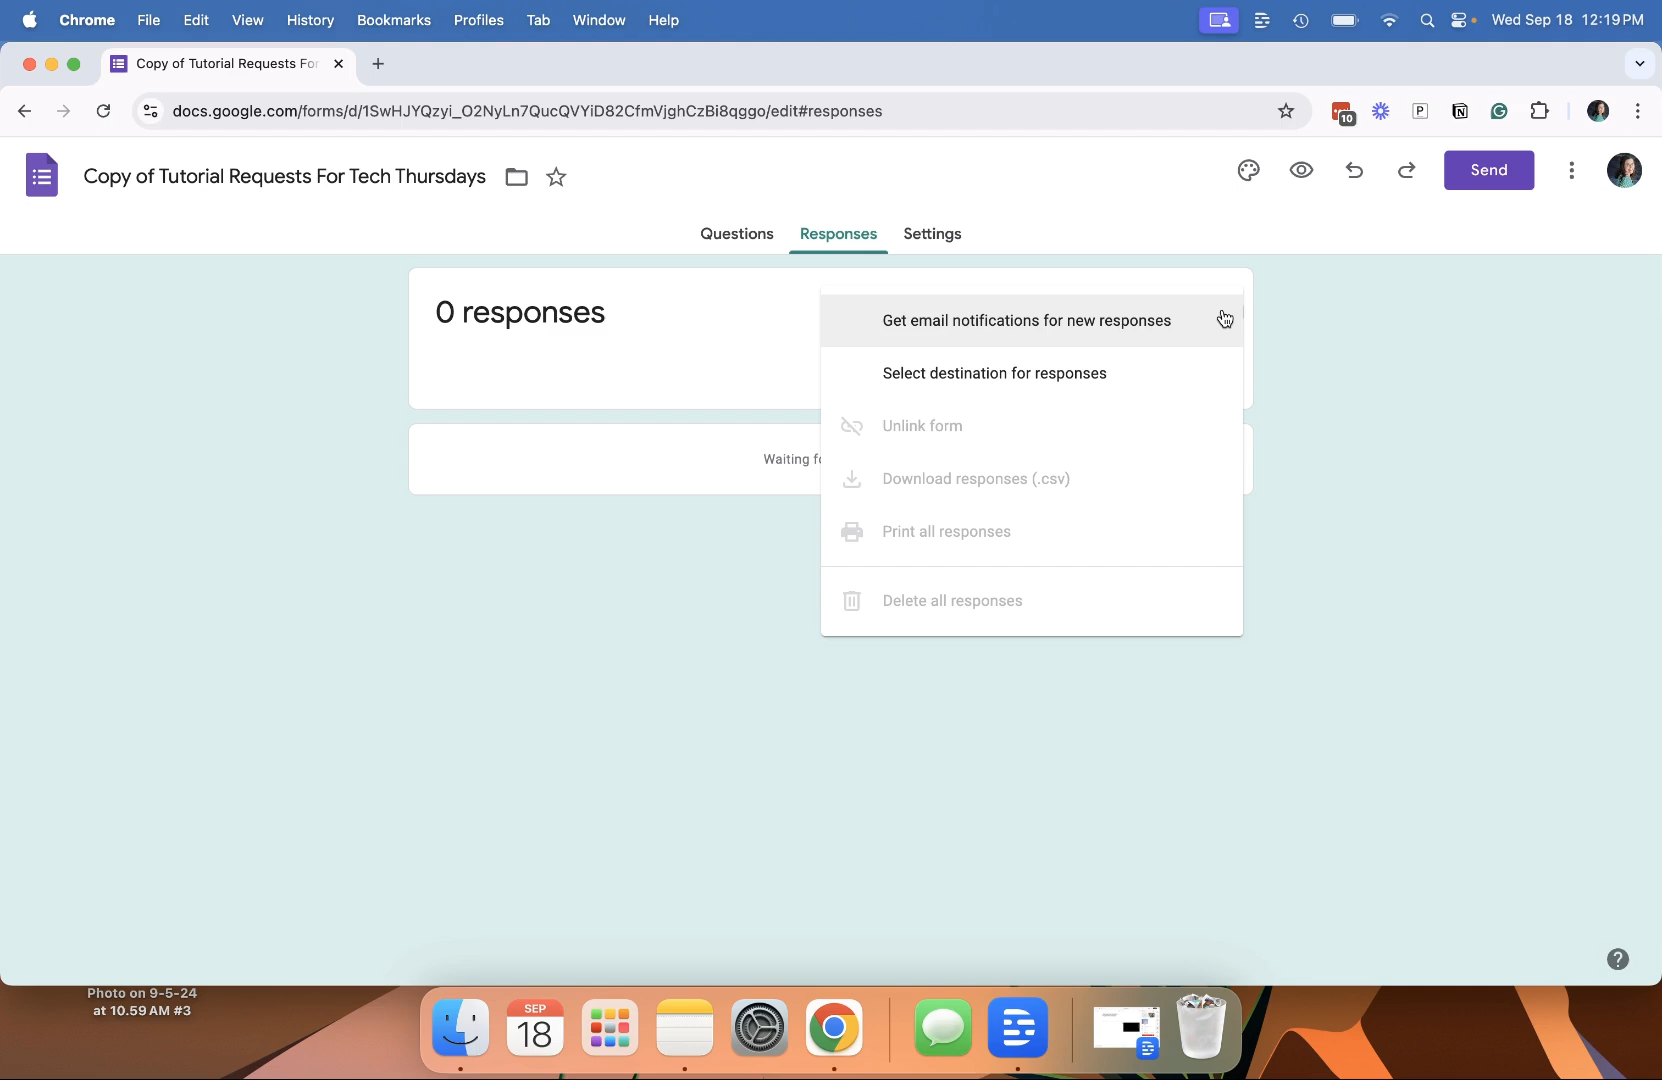 Chrome File Edit View History Bookmarks Profiles Tab Window Help Wed Sep 18 12:19PM
Copy of Tutorial Requests For
docs.google.com/forms/d/1SwHJYQzyi_O2NyLn7QucQVYiD82CfmVjghCzBi8qggo/edit#responses
10
P
N
G
Copy of Tutorial Requests For Tech Thursdays
Send
Questions Responses Settings
0 responses
Get email notifications for new responses
Select destination for responses
Unlink form
Waiting
Download responses (.csv)
Print all responses
Delete all responses
?
Photo on 9-5-24
at 10.59 AM #3
SEP
18